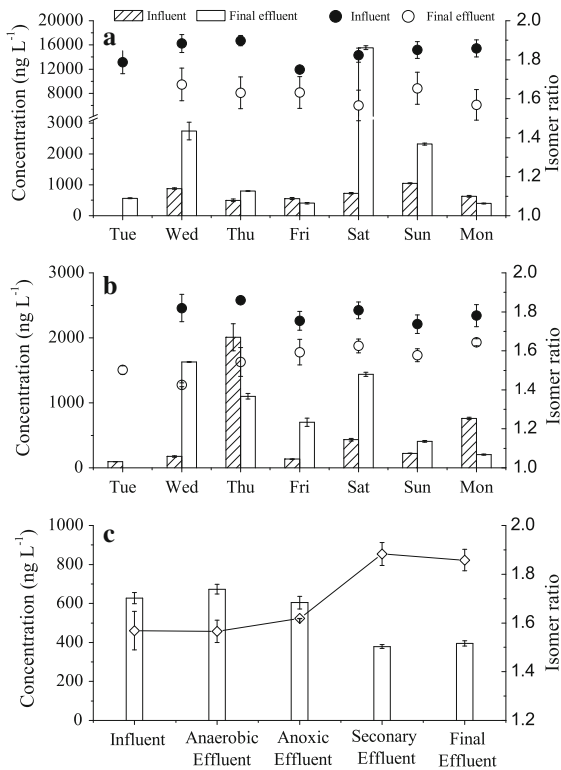 Influent Final effluent Influent Final effluent
a
Concentration (ng L-1)
20000
16000
12000
8000
3000
2000
1000
0
2.0
1.8
1.6
1.4
1.2
1.0
Isomer ratio
Tue Wed Thu Fri Sat Sun Mon
b
Concentration (ng L-1)
3000
2000
1000
0
2.0
1.8
1.6
1.4
1.2
1.0
Isomer ratio
Tue Wed Thu Fri Sat Sun Mon
c
Concentration (ng L-1)
1000
800
600
400
200
0
2.0
1.8
1.6
1.4
1.2
Isomer ratio
Influent Anaerobic Anoxic Seconary Final
Effluent Effluent Effluent Effluent